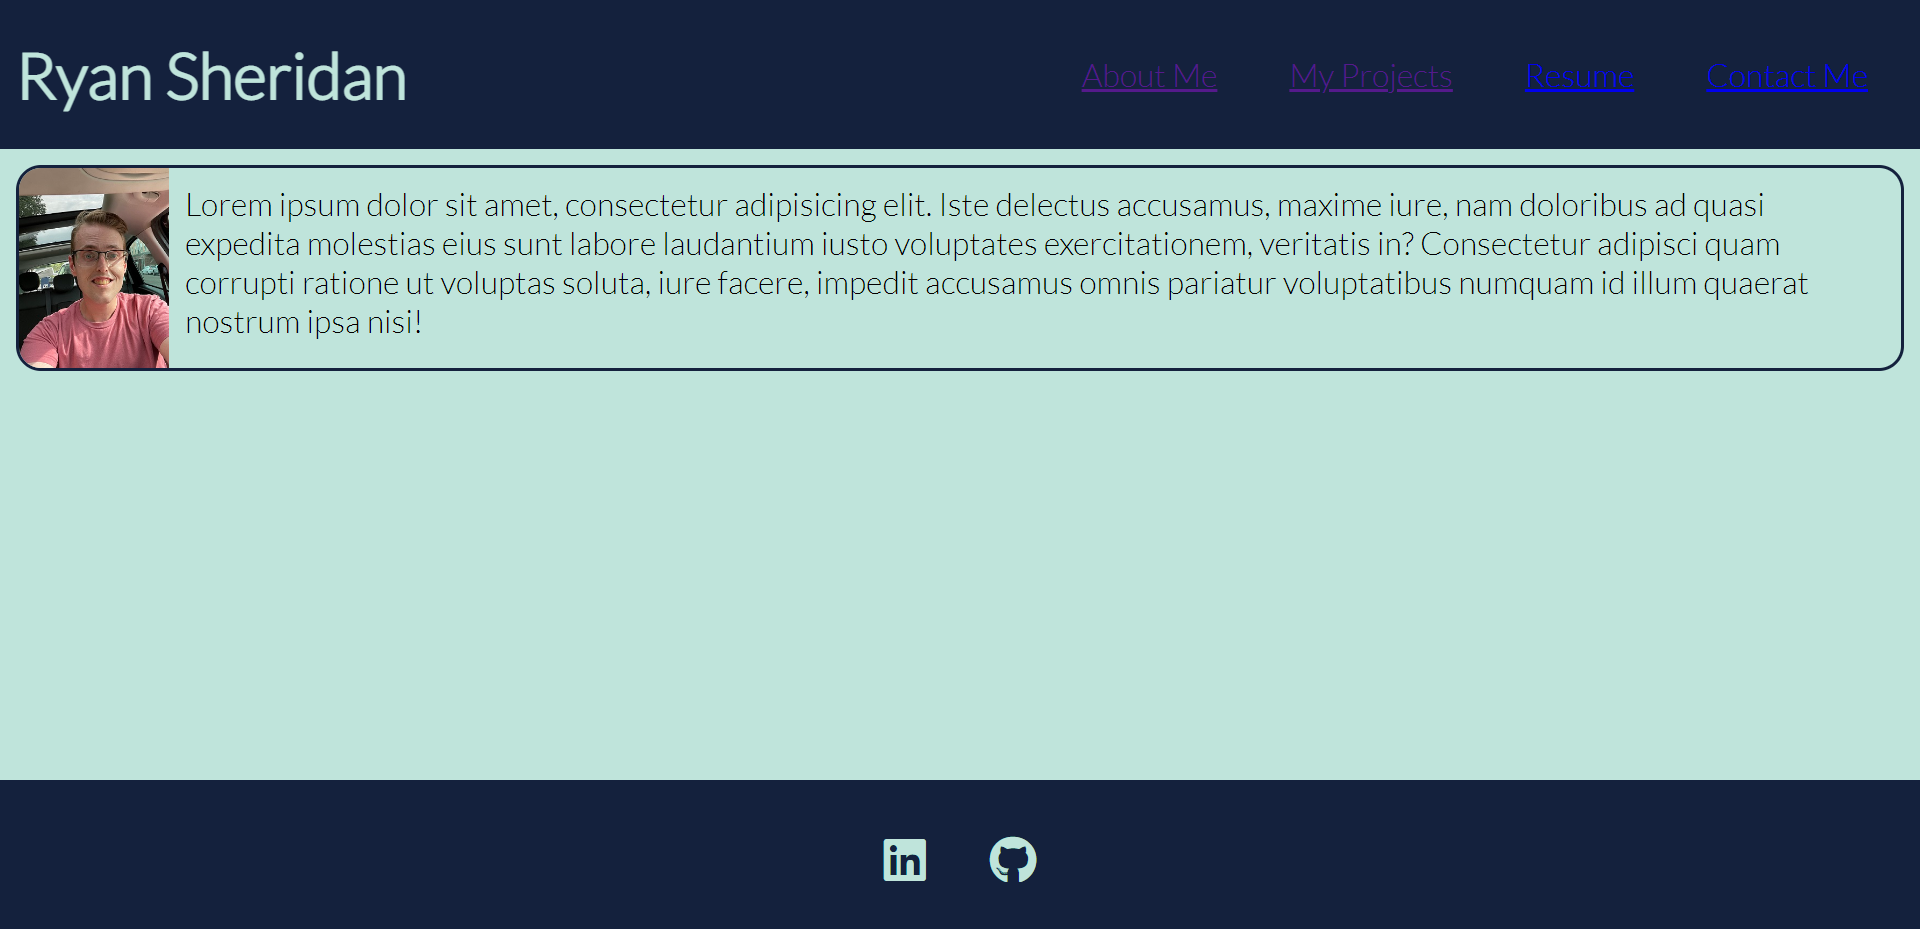 Ryan Sheridan
About Me
My Projects
Resume
Contact Me
Lorem ipsum dolor sit amet, consectetur adipisicing elit. Iste delectus accusamus, maxime iure, nam doloribus ad quasi
expedita molestias eius sunt labore laudantium iusto voluptates exercitationem, veritatis in? Consectetur adipisci quam
corrupti ratione ut voluptas soluta, iure facere, impedit accusamus omnis pariatur voluptatibus numquam id illum quaerat
nostrum ipsa nisi!
in